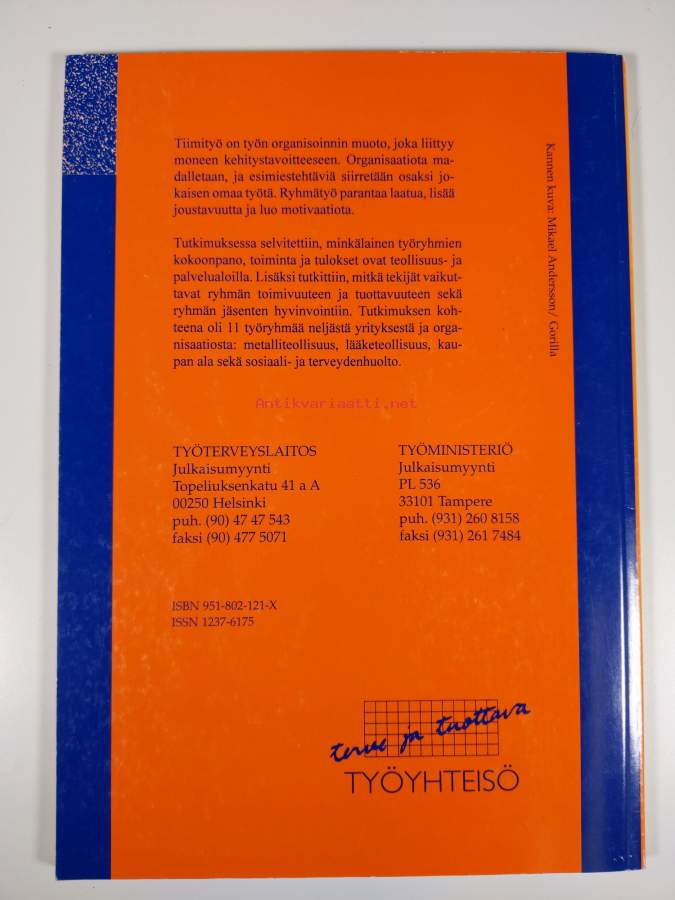 Tiimityö on työn organisoinnin muoto, joka liittyy
moneen kehitystavoitteeseen. Organisaatiota ma-
dalletaan, ja esimiestehtäviä siirretään osaksi jo-
kaisen omaa työtä. Ryhmätyö parantaa laatua, lisää
joustavuutta ja luo motivaatiota.
Tutkimuksessa selvitettiin, minkälainen työryhmien
kokoonpano, toiminta ja tulokset ovat teollisuus- ja
palvelualoilla. Lisäksi tutkittiin, mitkä tekijät vaikut-
tavat ryhmän toimivuuteen ja tuottavuuteen sekä
ryhmän jäsenten hyvinvointiin. Tutkimuksen koh-
teena oli 11 työryhmää neljästä yrityksestä ja orga-
nisaatiosta: metalliteollisuus, lääketeollisuus, kau-
pan ala sekä sosiaali- ja terveydenhuolto.
Kannen kuva: Mikael Andersson/ Gorilla
Antikvariaatti.net
TYÖTERVEYSLAITOS
Julkaisumyynti
Topeliuksenkatu 41 a A
00250 Helsinki
puh. (90) 47 47 543
faksi (90) 477 5071
TYÖMINISTERIÖ
Julkaisumyynti
PL 536
33101 Tampere
puh. (931) 260 8158
faksi (931) 261 7484
ISBN 951-802-121-X
ISSN 1237-6175
terve ja tuottava
TYÖYHTEISÖ